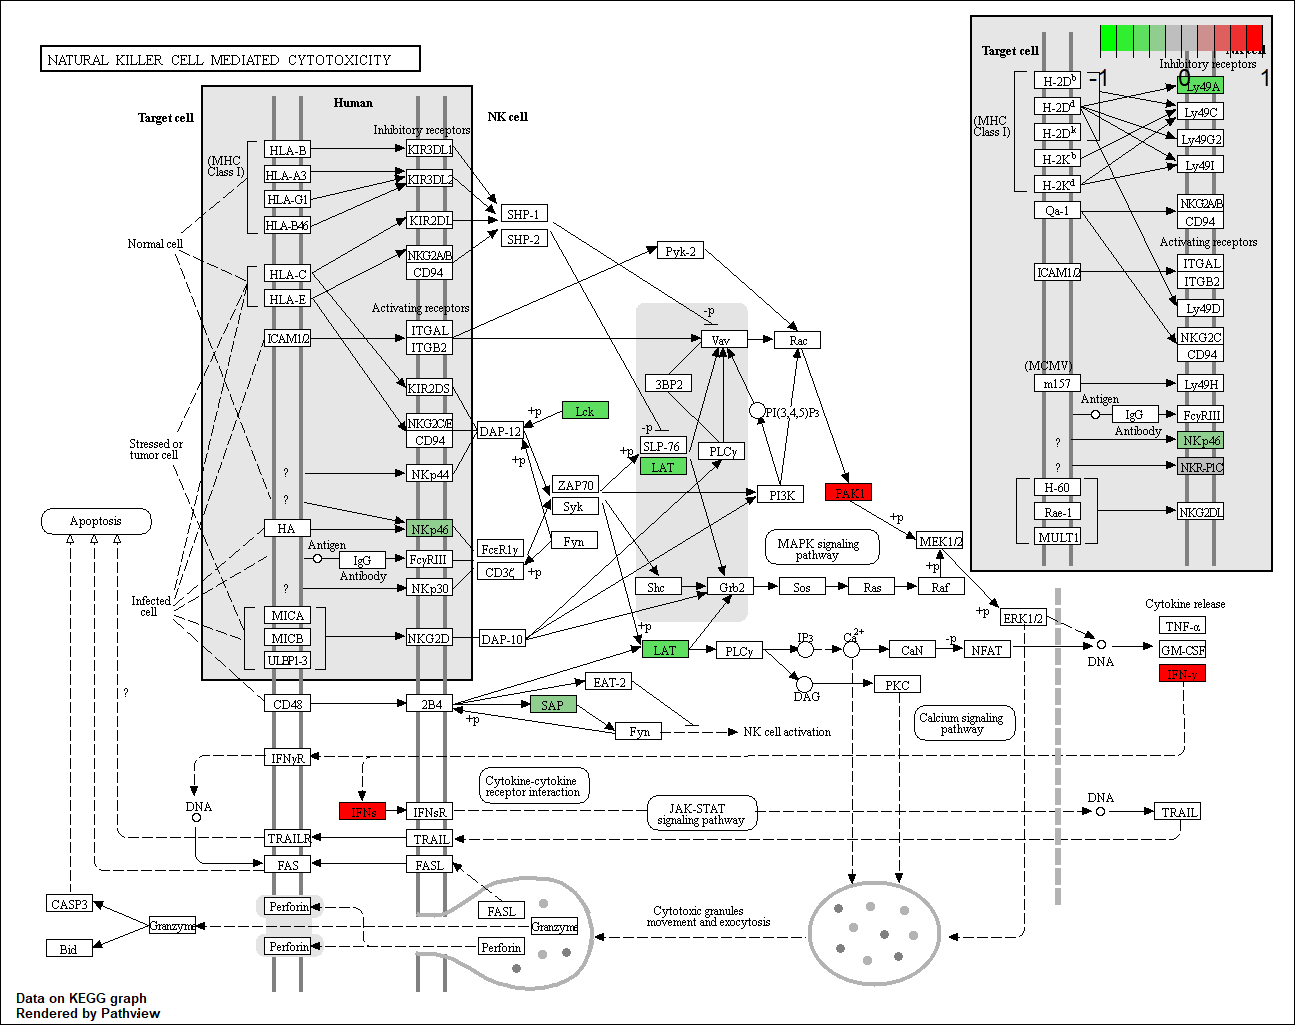 NATURAL KILLER CELL MEDIATED CYTOTOXICITY
Target cell
Human
NK cell
Inhibitory receptors
(MHC
Class I)
HLA-B
KIR3DL1
HLA-A3
KIR3DL2
HLA-G1
HLA-B46
KIR2DL
SHP-1
SHP-2
Normal cell
NKG2A/B
CD94
HLA-C
HLA-E
Pyk-2
Activating receptors
ICAM1/2
ITGAL
ITGB2
-p
Vav
Rac
3BP2
KIR2DS
PI(3,4,5)P3
+p
Lck
NKG2C/E
CD94
DAP-12
-p
SLP-76
PLCγ
+p
LAT
Stressed or
tumor cell
+p
?
NKp44
ZAP70
Syk
PI3K
PAK1
?
Apoptosis
HA
NKp46
+p
Fyn
MEK1/2
Antigen
IgG
Antibody
FcγRIII
FcεR1γ
CD3ζ
+p
MAPK signaling
pathway
+p
?
NKp30
Shc
Grb2
Sos
Ras
Raf
Infected
cell
MICA
MICB
ULBP1-3
NKG2D
DAP-10
+p
+p
ERK1/2
LAT
PLCγ
IP3
Ca2+
CaN
-p
NFAT
DNA
Cytokine release
TNF-α
GM-CSF
IFN-γ
DAG
PKC
?
EAT-2
CD48
2B4
SAP
+p
Fyn
NK cell activation
Calcium signaling
pathway
IFNγR
Cytokine-cytokine
receptor interaction
DNA
IFNs
IFNsR
JAK-STAT
signaling pathway
DNA
TRAIL
TRAILR
TRAIL
FAS
FASL
CASP3
Bid
Granzyme
Perforin
Perforin
FASL
Granzyme
Perforin
Cytotoxic granules
movement and exocytosis
Target cell
Inhibitory receptors
-1
0
1
(MHC
Class I)
H-2Db
H-2Dd
H-2Dk
H-2Kb
H-2Kd
Qa-1
Ly49A
Ly49C
Ly49G2
Ly49I
NKG2A/B
CD94
Activating receptors
ICAM1/2
ITGAL
ITGB2
Ly49D
NKG2C
CD94
(MCMV)
m157
Ly49H
Antigen
IgG
Antibody
FcγRIII
?
NKp46
?
NKR-P1C
H-60
Rae-1
MULT1
NKG2DL
Data on KEGG graph
Rendered by Pathview